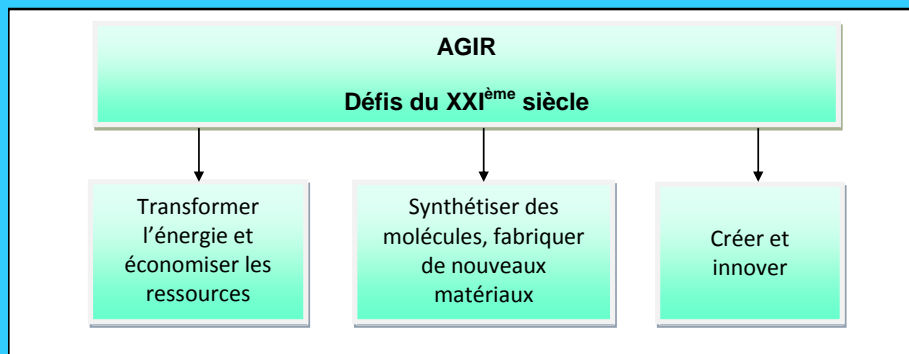 AGIR
Défis du XXIème siècle
Transformer
l'énergie et
économiser les
ressources
Synthétiser des
molécules, fabriquer
de nouveaux
matériaux
Créer et
innover